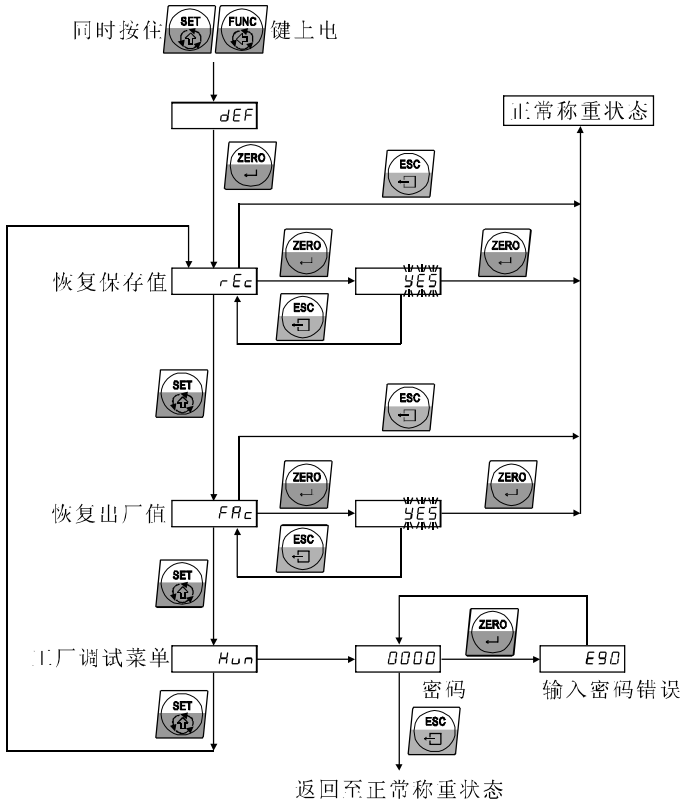 同时按住 SET FUNC 键上电
dEF
正常称重状态
ZERO
ESC
ZERO
ZERO
恢复保存值 rEc YES
ESC
SET
ESC
ZERO
ZERO
恢复出厂值 FAc YES
ESC
SET
ZERO
工厂调试菜单 Hun 0000 E90
密码 输入密码错误
SET
ESC
返回至正常称重状态